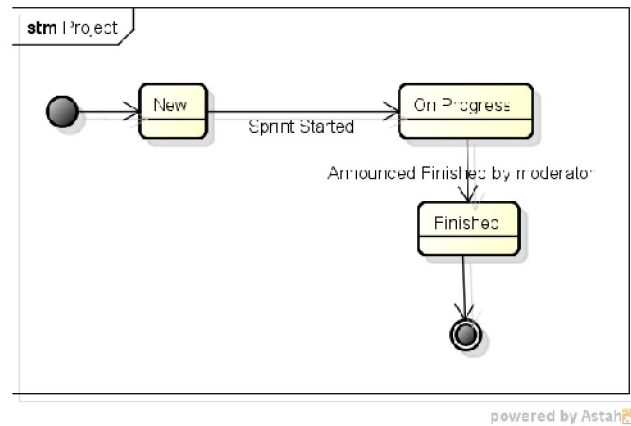 stm Project
New
On Progress
Sprint Started
Announced Finished by moderator
Finished
powered by Astah